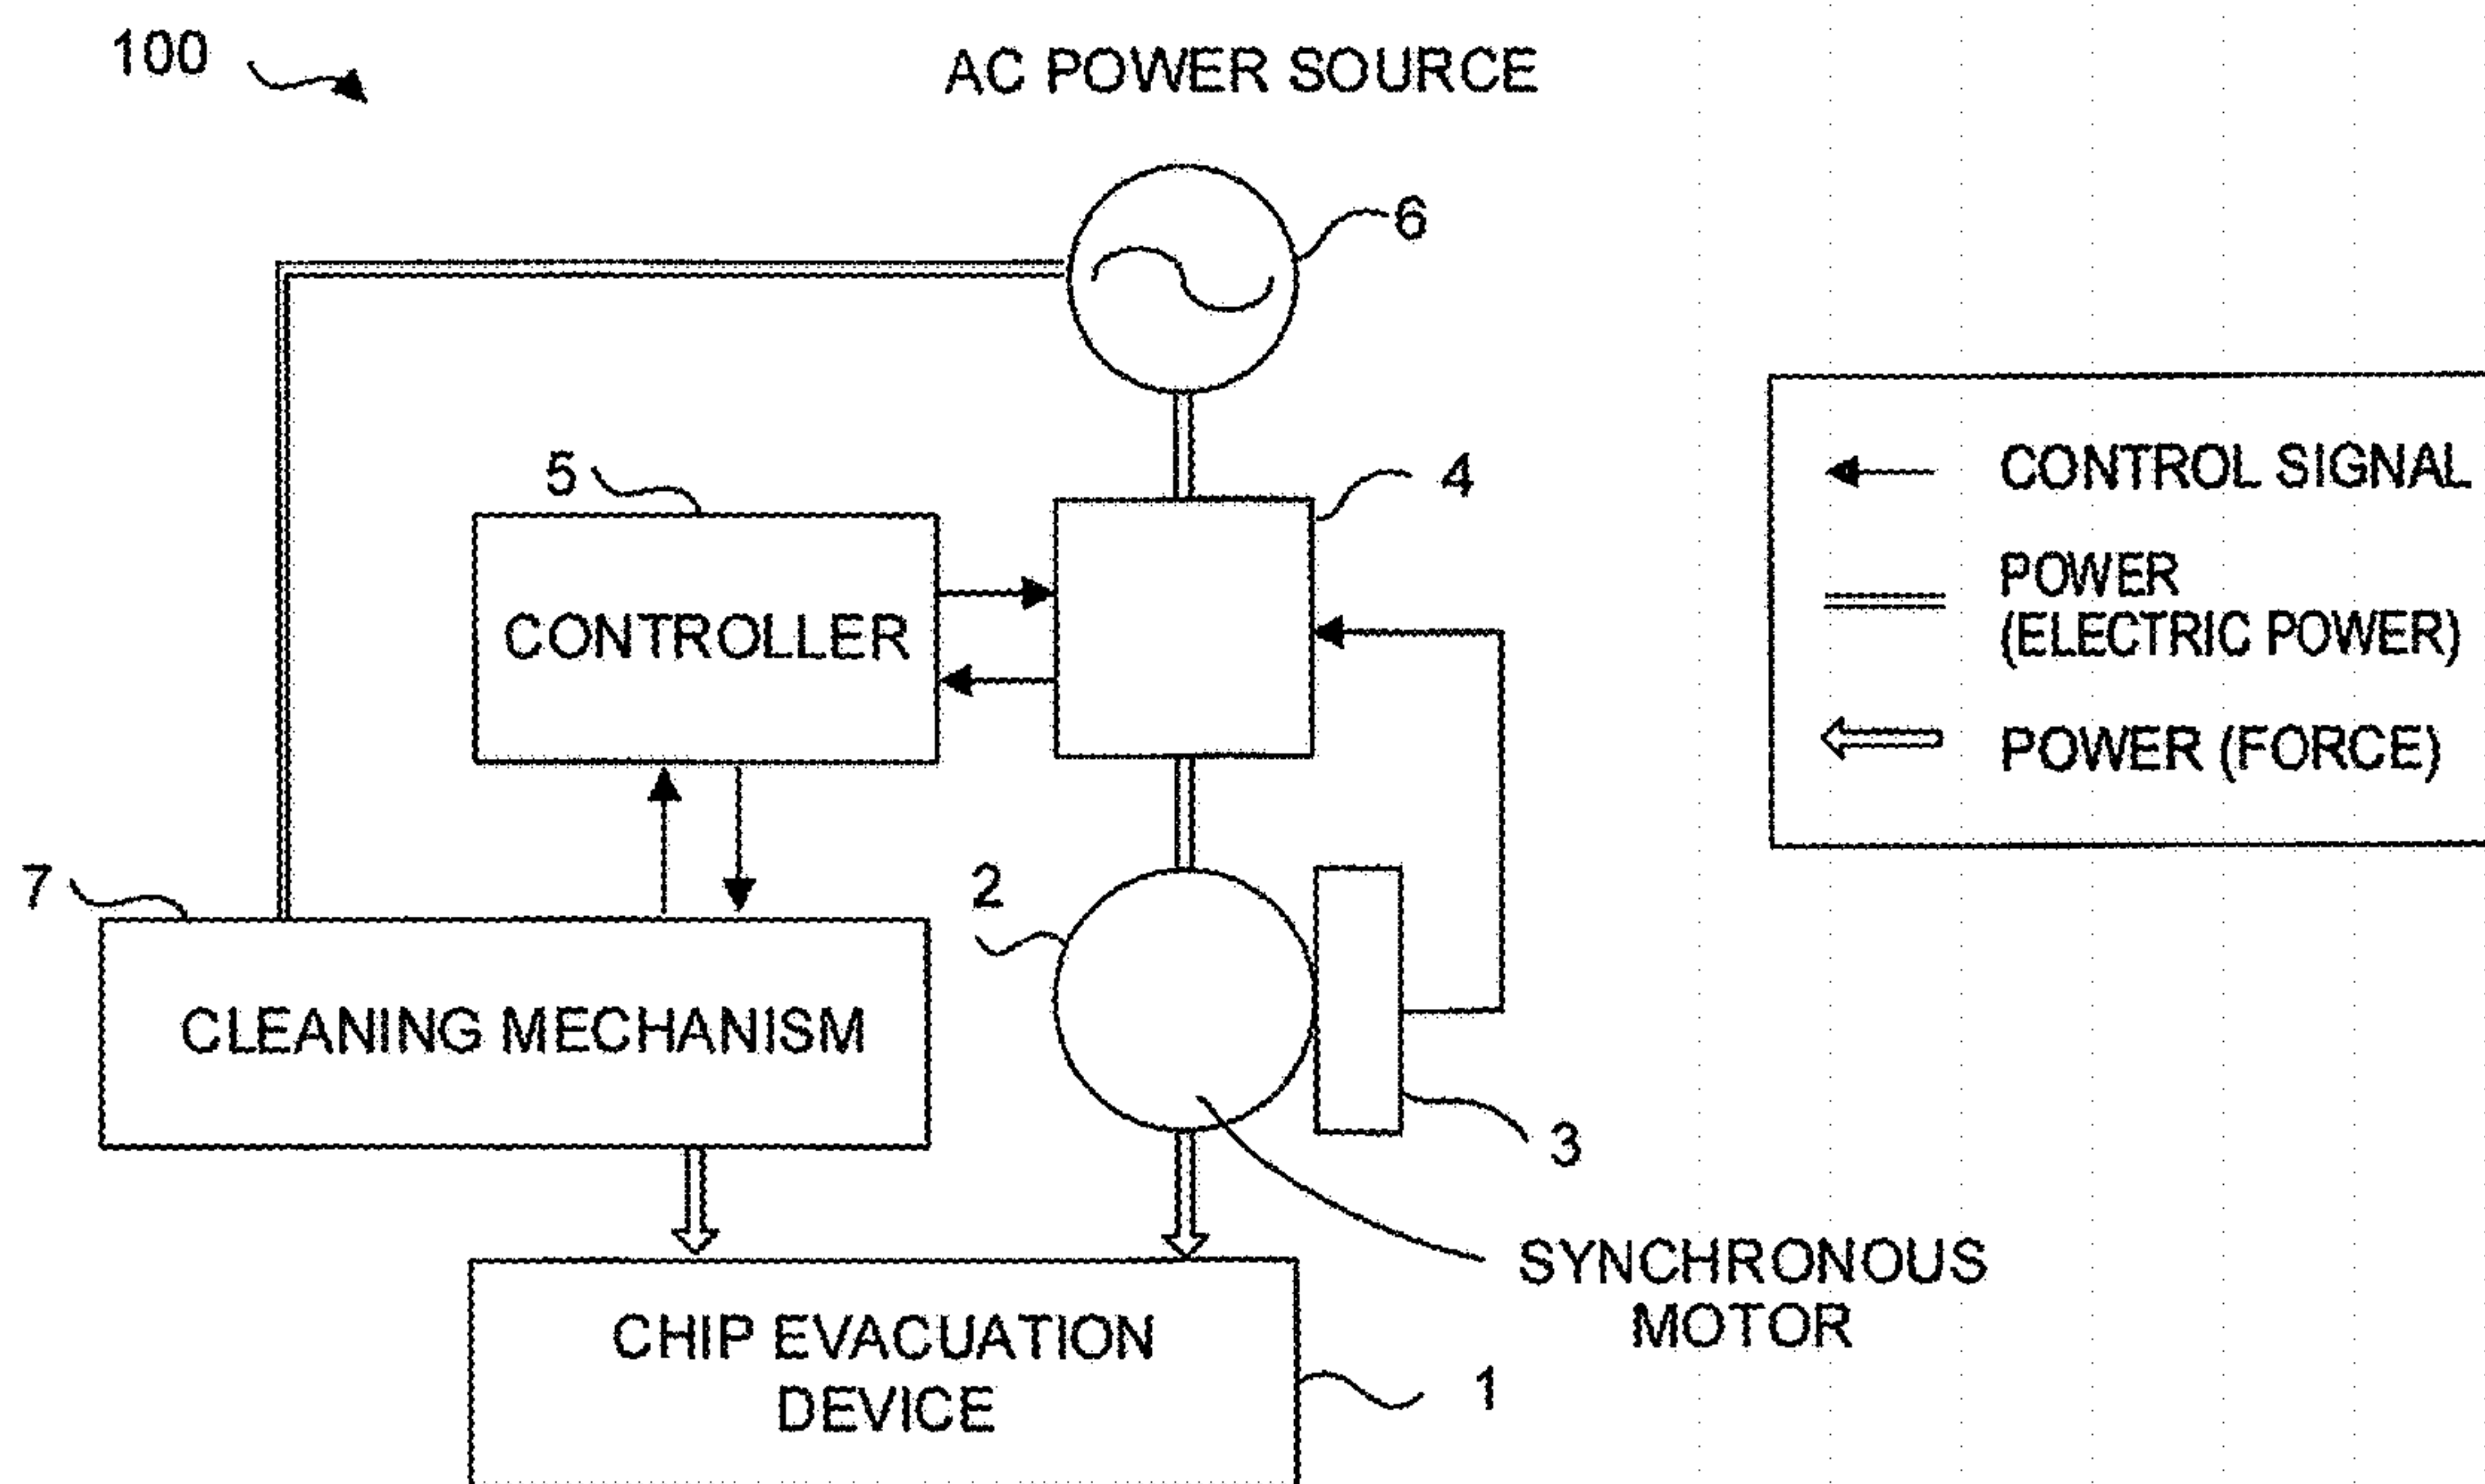 100
AC POWER SOURCE
6
5
4
CONTROL SIGNAL
POWER
(ELECTRIC POWER)
POWER (FORCE)
CONTROLLER
7
2
CLEANING MECHANISM
3
SYNCHRONOUS
MOTOR
CHIP EVACUATION
DEVICE
1